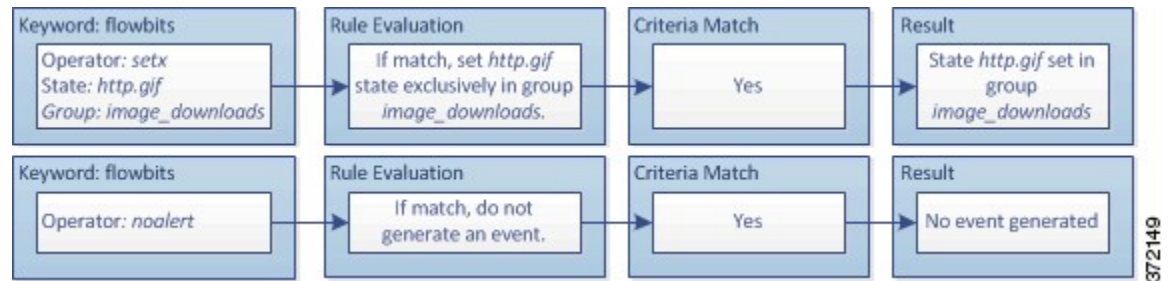 Keyword: flowbits
Operator: setx
State: http.gif
Group: image_downloads
Rule Evaluation
If match, set http.gif
state exclusively in group
image_downloads.
Criteria Match
Yes
Result
State http.gif set in
group
image_downloads
Keyword: flowbits
Operator: noalert
Rule Evaluation
If match, do not
generate an event.
Criteria Match
Yes
Result
No event generated
372149